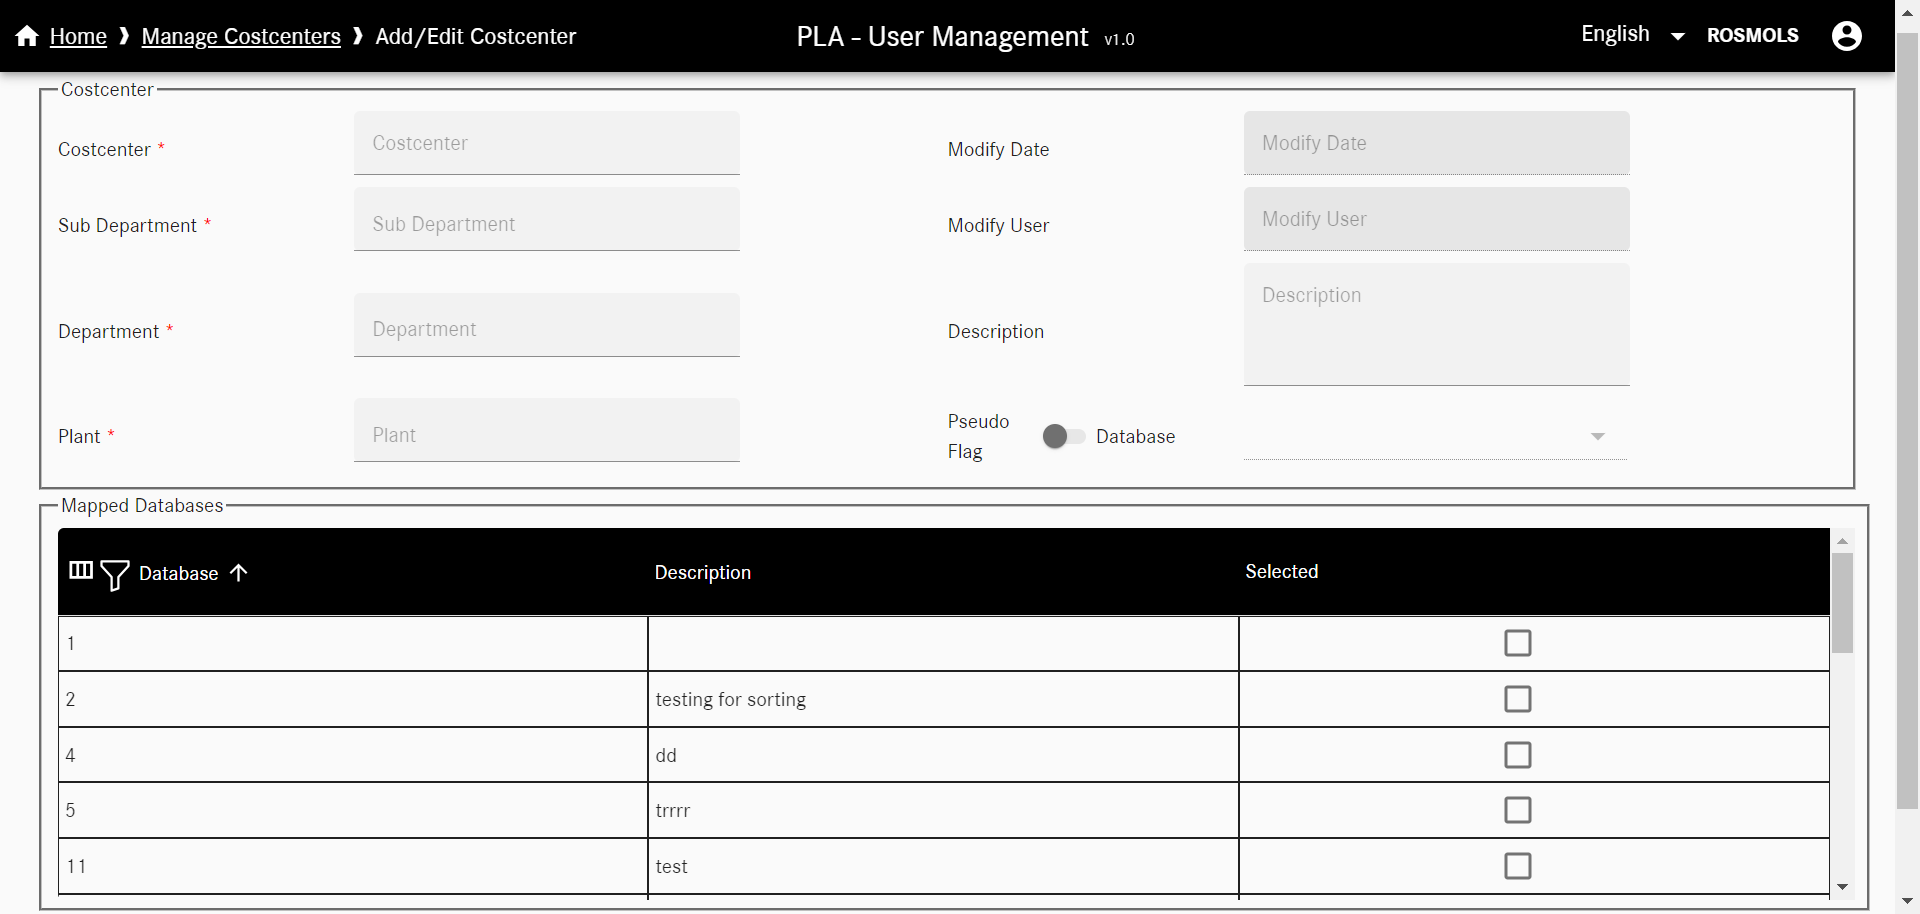 Home ❱ Manage Costcenters ❱ Add/Edit Costcenter
PLA - User Management v1.0
English
ROSMOLS
Costcenter
Costcenter *
Costcenter
Modify Date
Modify Date
Sub Department *
Sub Department
Modify User
Modify User
Department *
Department
Description
Description
Plant *
Plant
Pseudo
Flag
Database
Mapped Databases
Database Description Selected
1
2 testing for sorting
4 dd
5 trrrr
11 test